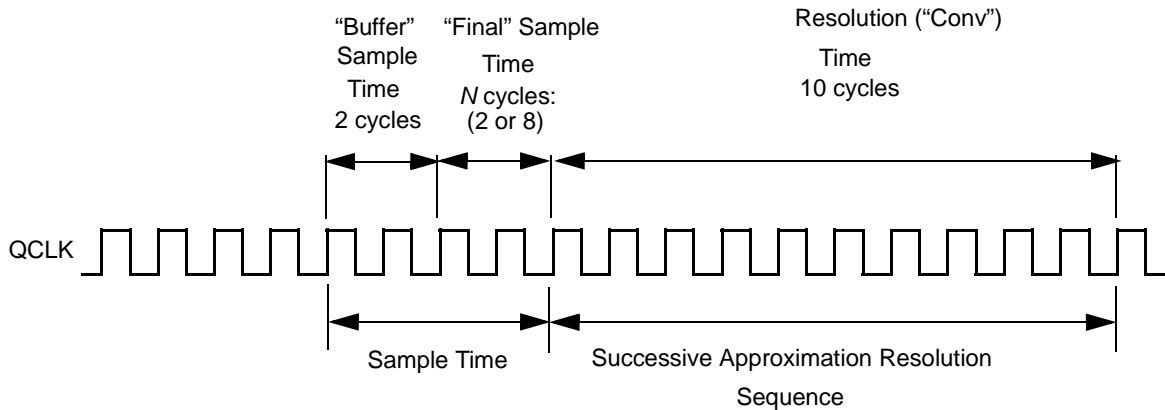 “Buffer”
Sample
Time
2 cycles
“Final” Sample
Time
N cycles:
(2 or 8)
Resolution (“Conv”)
Time
10 cycles
QCLK
Sample Time
Successive Approximation Resolution
Sequence